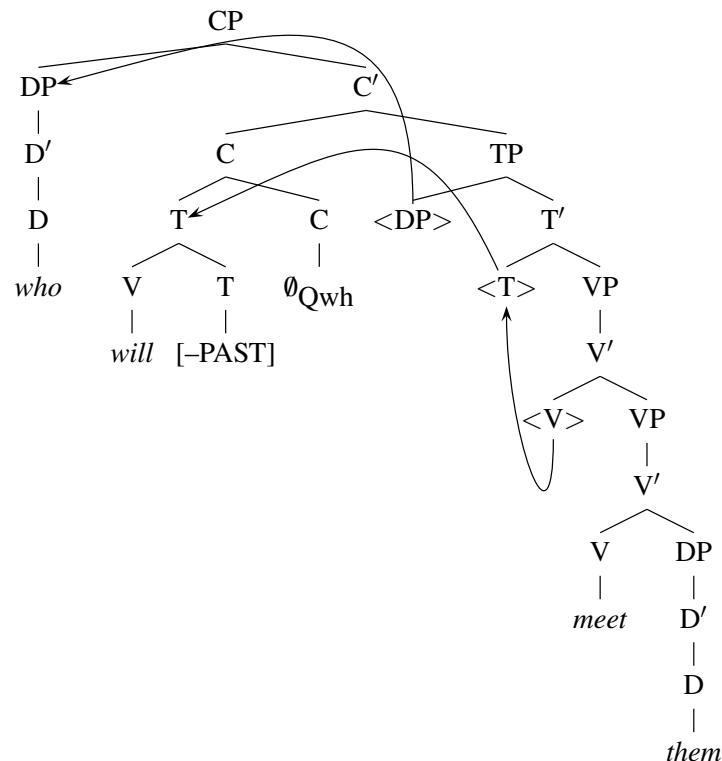 CP
DP C′
D′ C TP
D T C <DP> T′
who V T ∅Qwh <T> VP
will [–PAST] V′
<V> VP
V′
V DP
meet D′
D
them